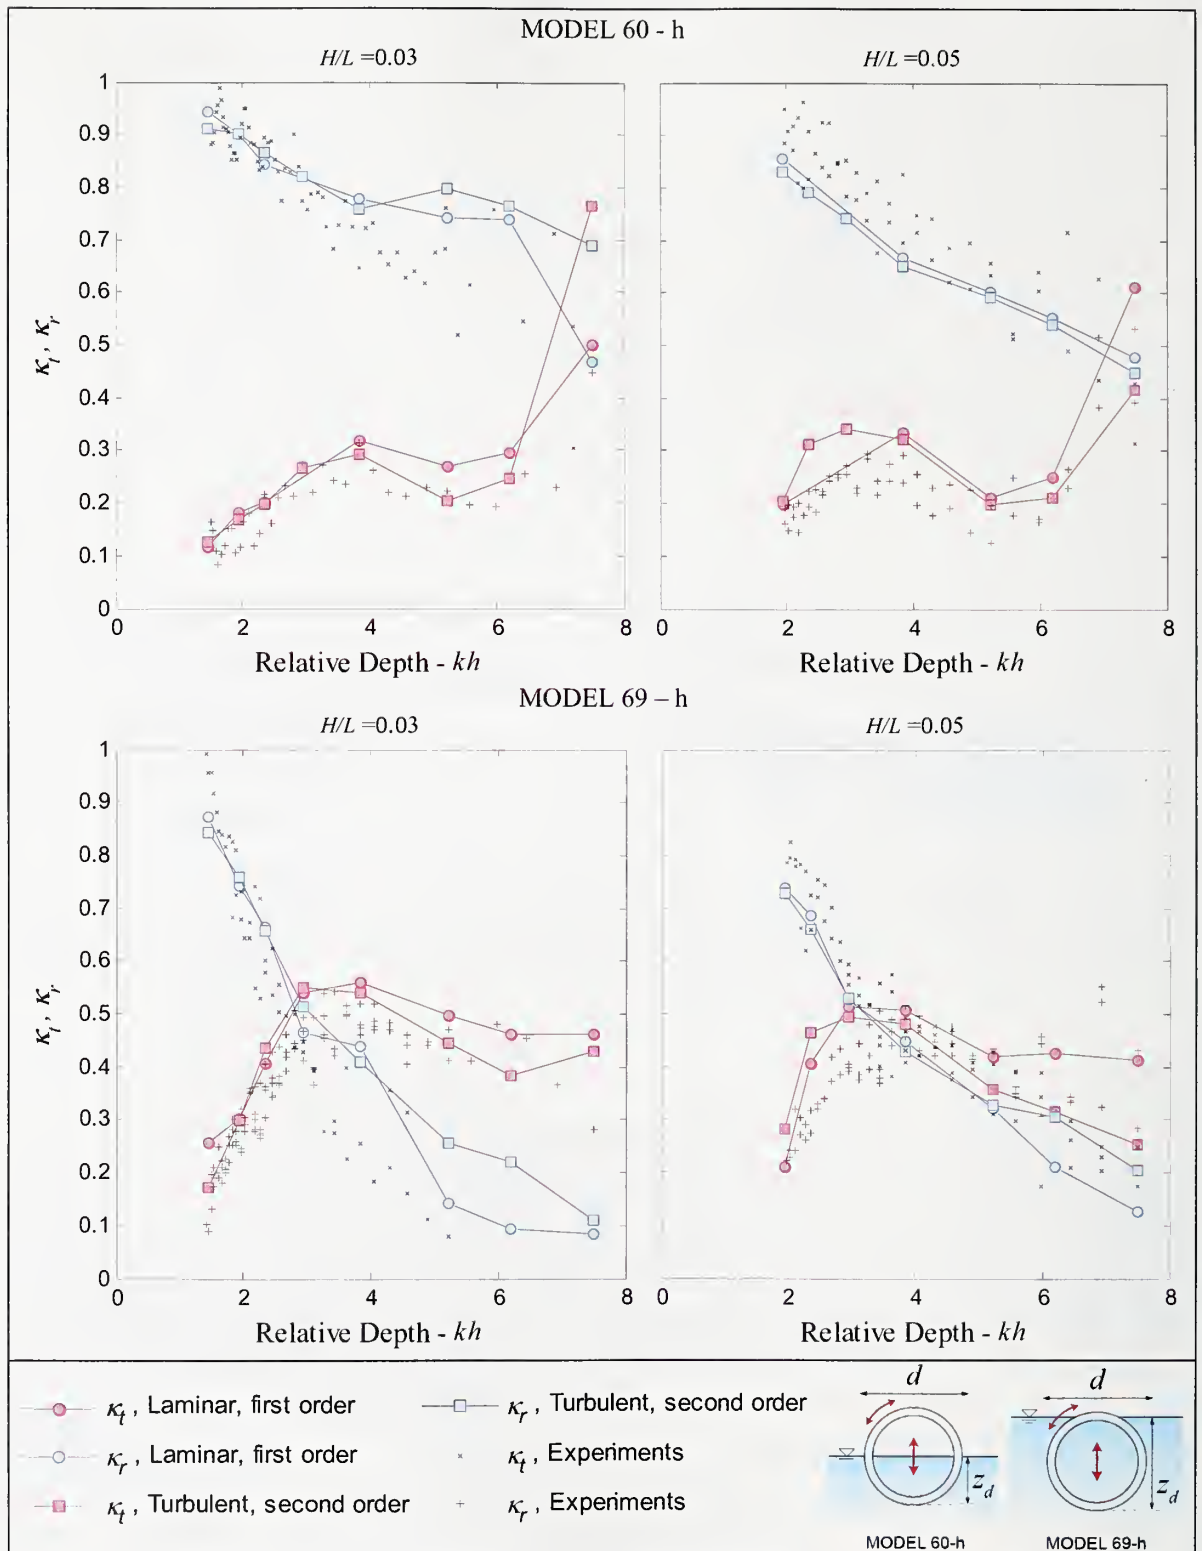 MODEL 60 - h
H/L =0.03
H/L =0.05
1
0.9
0.8
0.7
0.6
0.5
0.4
0.3
0.2
0.1
0
κt , κr
0 2 4 6 8
0 2 4 6 8
Relative Depth - kh
Relative Depth - kh
MODEL 69 – h
H/L =0.03
H/L =0.05
1
0.9
0.8
0.7
0.6
0.5
0.4
0.3
0.2
0.1
0
κt , κr
0 2 4 6 8
0 2 4 6 8
Relative Depth - kh
Relative Depth - kh
κt , Laminar, first order
κr , Laminar, first order
κt , Turbulent, second order
κr , Turbulent, second order
κt , Experiments
κr , Experiments
d
zd
MODEL 60-h
d
zd
MODEL 69-h